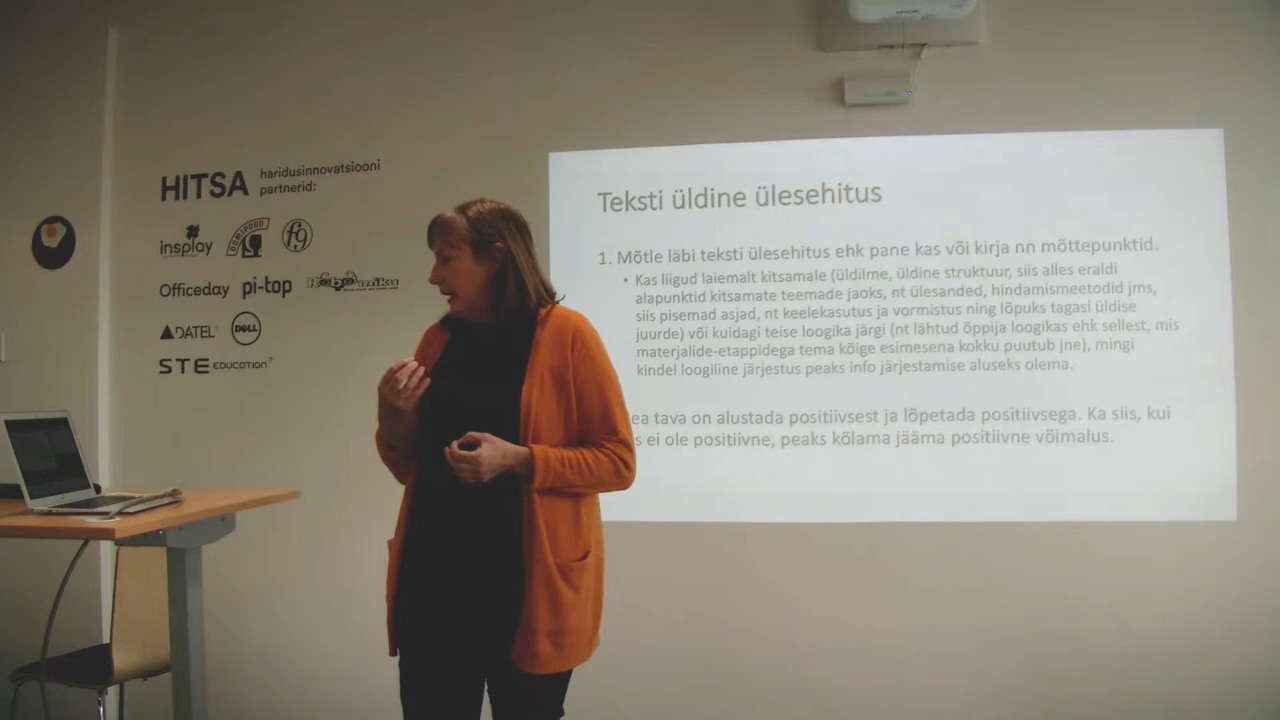 HITSA haridusinnovatsiooni
partnerid:
insplay
OOMIPOOD
f9
Officeday pi-top
DATEL DELL
STE EDUCATION
Teksti üldine ülesehitus
1. Mõtle läbi teksti ülesehitus ehk pane kas või kirja nn mõttepunktid.
• Kas liigud laiemalt kitsamale (üldilme, üldine struktuur, siis alles eraldi
alapunktid kitsamate teemade jaoks, nt ülesanded, hindamismeetodid jms,
siis pisemad asjad, nt keelekasutus ja vormistus ning lõpuks tagasi üldise
juurde) või kuidagi teise loogika järgi (nt lähtud õppija loogikas ehk sellest, mis
materjalide-etappidega tema kõige esimesena kokku puutub jne), mingi
kindel loogiline järjestus peaks info järjestamise aluseks olema.
ea tava on alustada positiivsest ja lõpetada positiivsega. Ka siis, kui
s ei ole positiivne, peaks kõlama jääma positiivne võimalus.